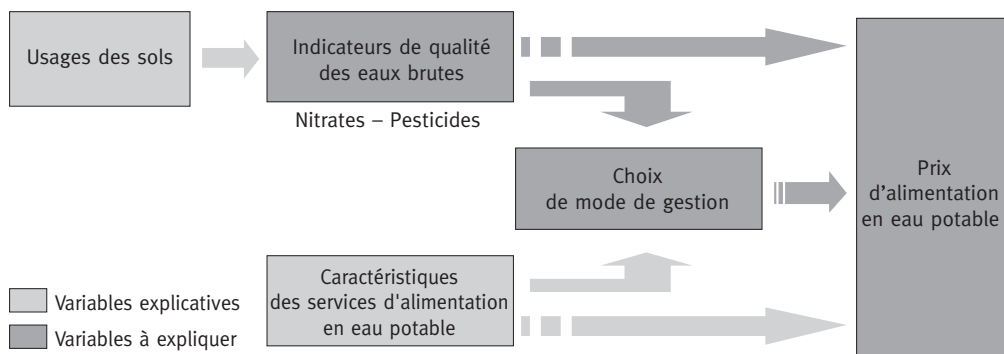 Usages des sols
Indicateurs de qualité
des eaux brutes
Nitrates – Pesticides
Choix
de mode de gestion
Prix
d’alimentation
en eau potable
Caractéristiques
des services d'alimentation
en eau potable
Variables explicatives
Variables à expliquer